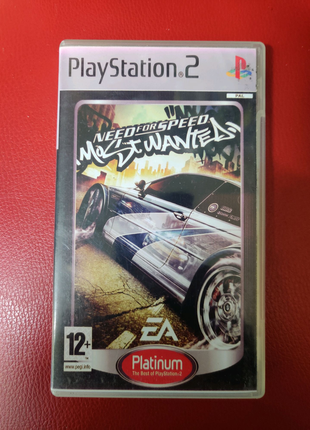 PlayStation®2
PAL
NEED FOR SPEED
MOST WANTED
EA
12+
www.pegi.info
Platinum
The Best of PlayStation®2